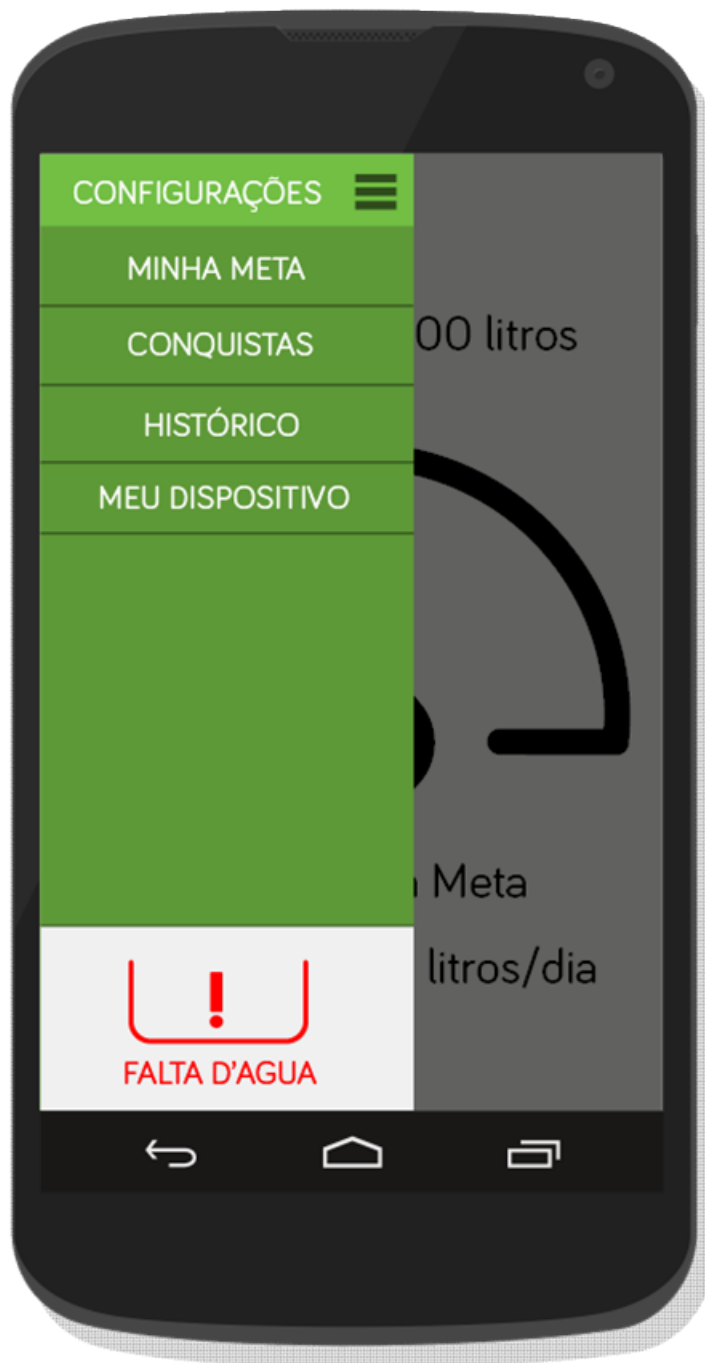 CONFIGURAÇÕES
MINHA META
CONQUISTAS
HISTÓRICO
MEU DISPOSITIVO
00 litros
Meta
litros/dia
!
FALTA D'AGUA